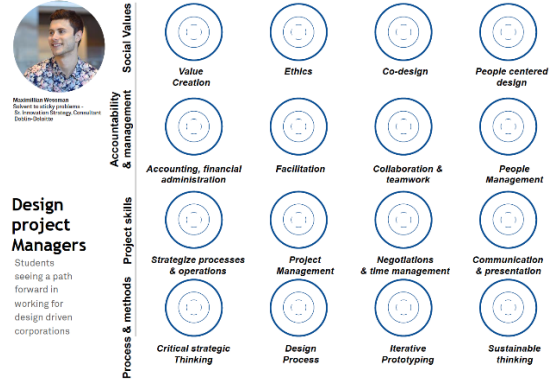 Social Values
Value
Creation
Ethics
Co-design
People centered
design
Maximilian Wessman
Solvent to sticky problems -
Sr. Innovation Strategy, Consultant
Doblin-Deloitte
Accountability
& management
Accounting, financial
administration
Facilitation
Collaboration &
teamwork
People
Management
Design
project
Managers
Students
seeing a path
forward in
working for
design driven
corporations
Project skills
Strategize processes
& operations
Project
Management
Negotiations
& time management
Communication
& presentation
Process & methods
Critical strategic
Thinking
Design
Process
Iterative
Prototyping
Sustainable
thinking